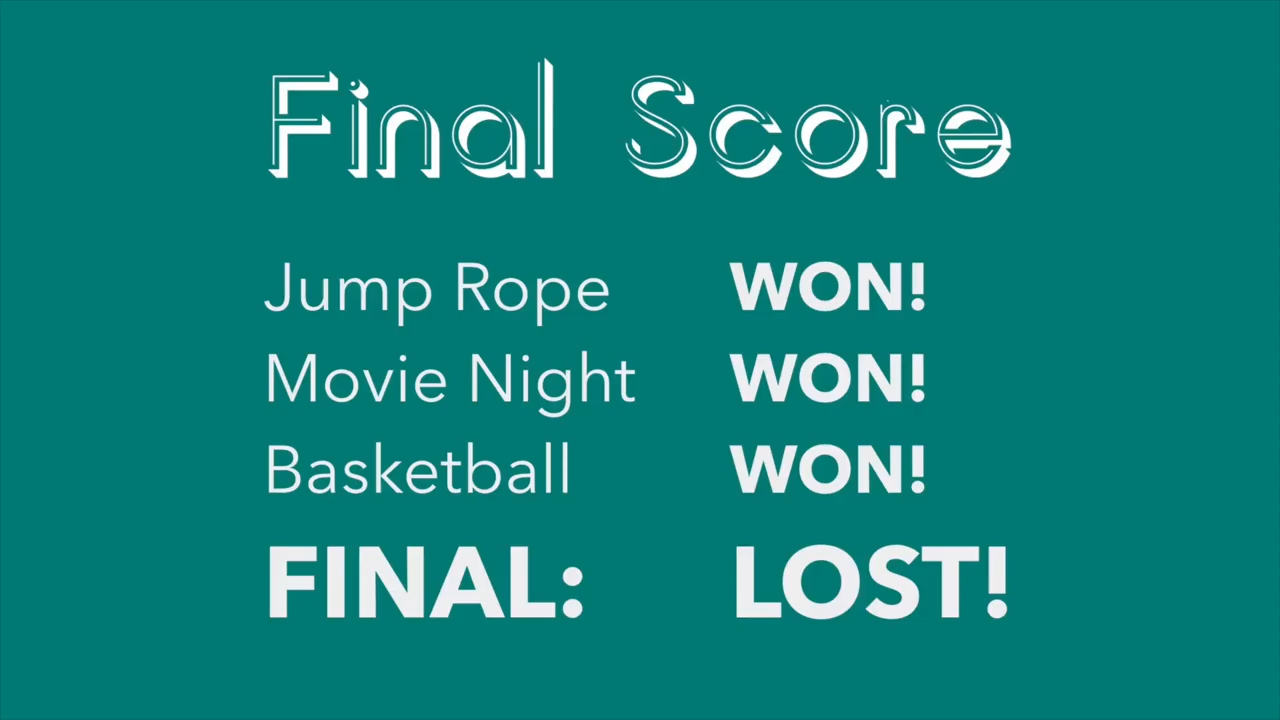 Final Score
Jump Rope WON!
Movie Night WON!
Basketball WON!
FINAL: LOST!